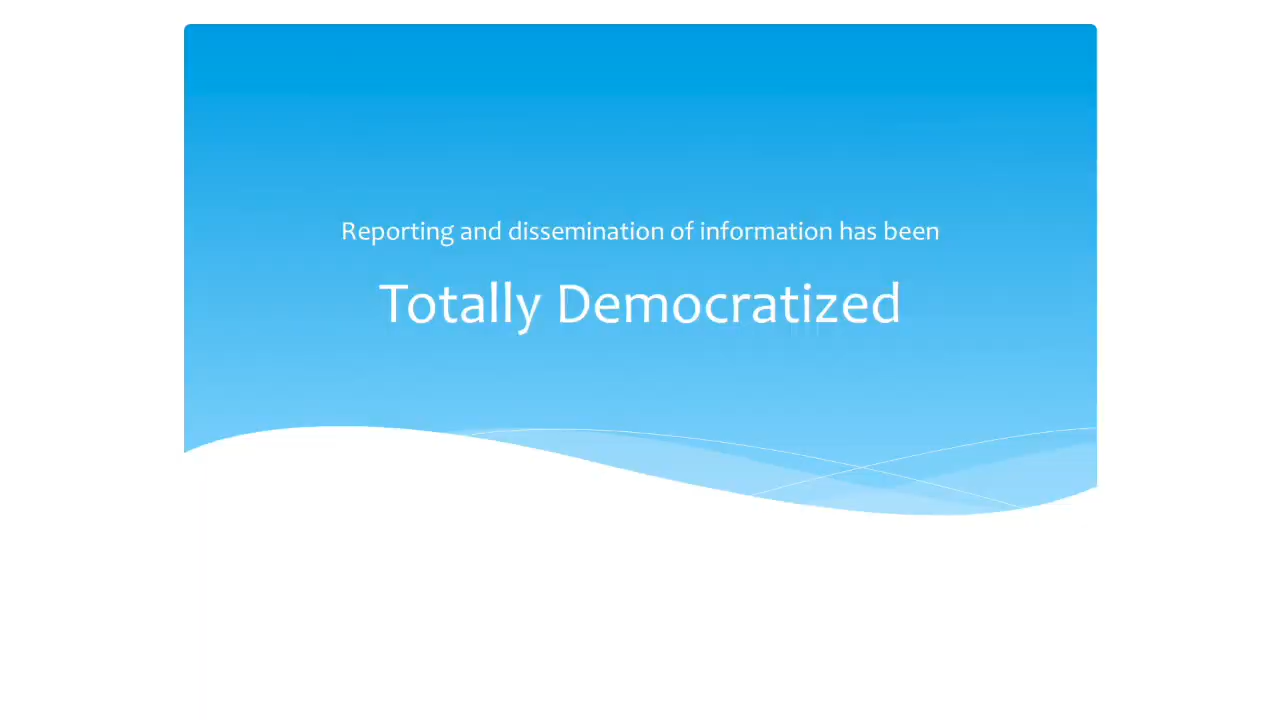 Reporting and dissemination of information has been
Totally Democratized